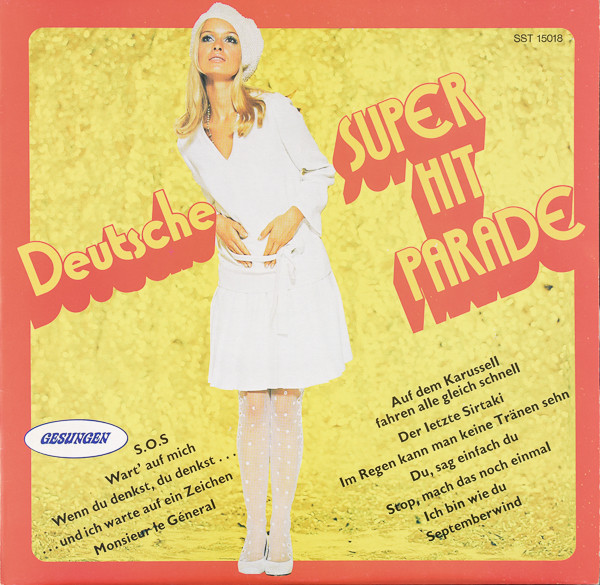 SST 15018
Deutsche
SUPER
HIT
PARADE
GESUNGEN
S.O.S
Wart' auf mich
Wenn du denkst, du denkst . . .
. . . und ich warte auf ein Zeichen
Monsieur le Géneral
Auf dem Karussell
fahren alle gleich schnell
Der letzte Sirtaki
Im Regen kann man keine Tränen sehn
Du, sag einfach du
Stop, mach das noch einmal
Ich bin wie du
Septemberwind